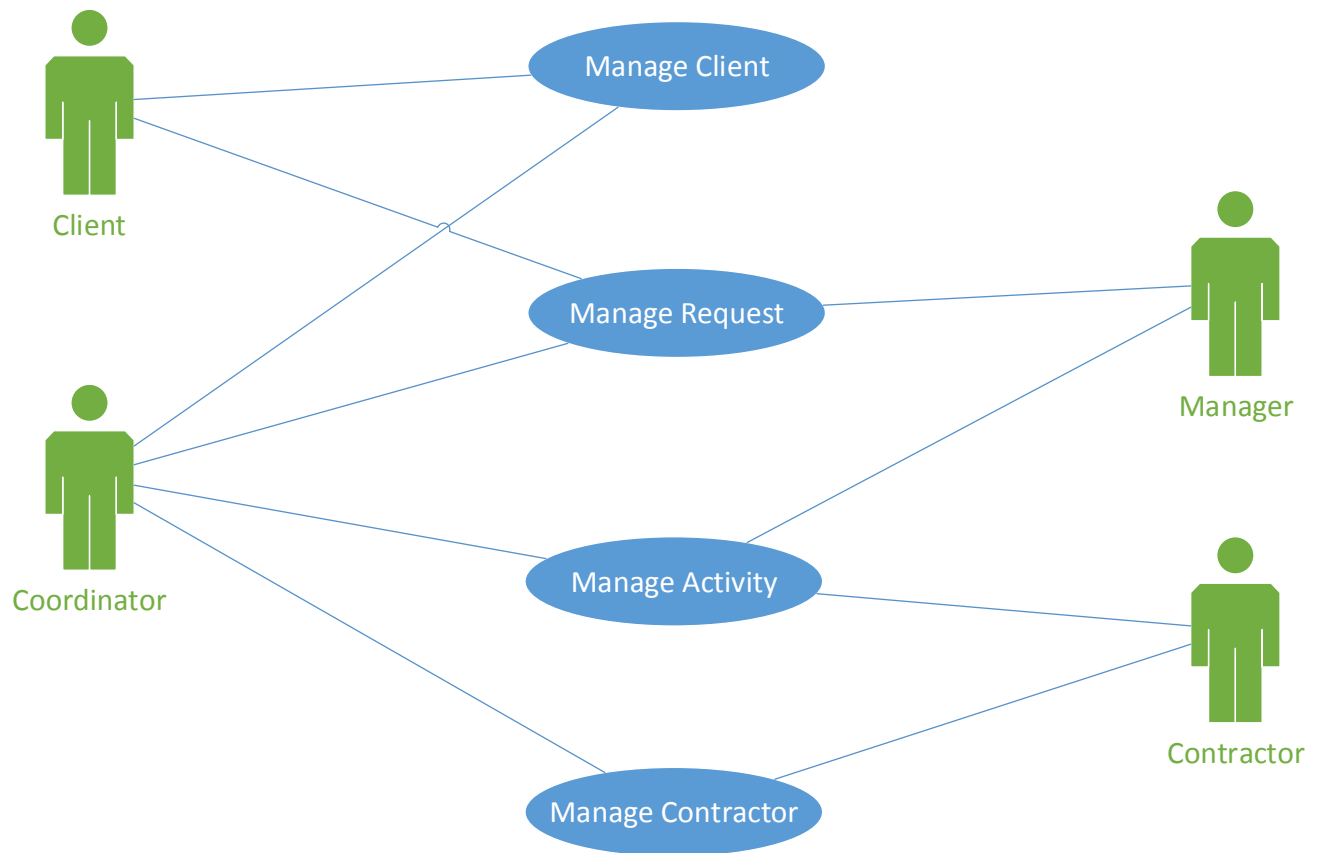 Manage Client
Client
Manage Request
Manager
Manage Activity
Coordinator
Contractor
Manage Contractor